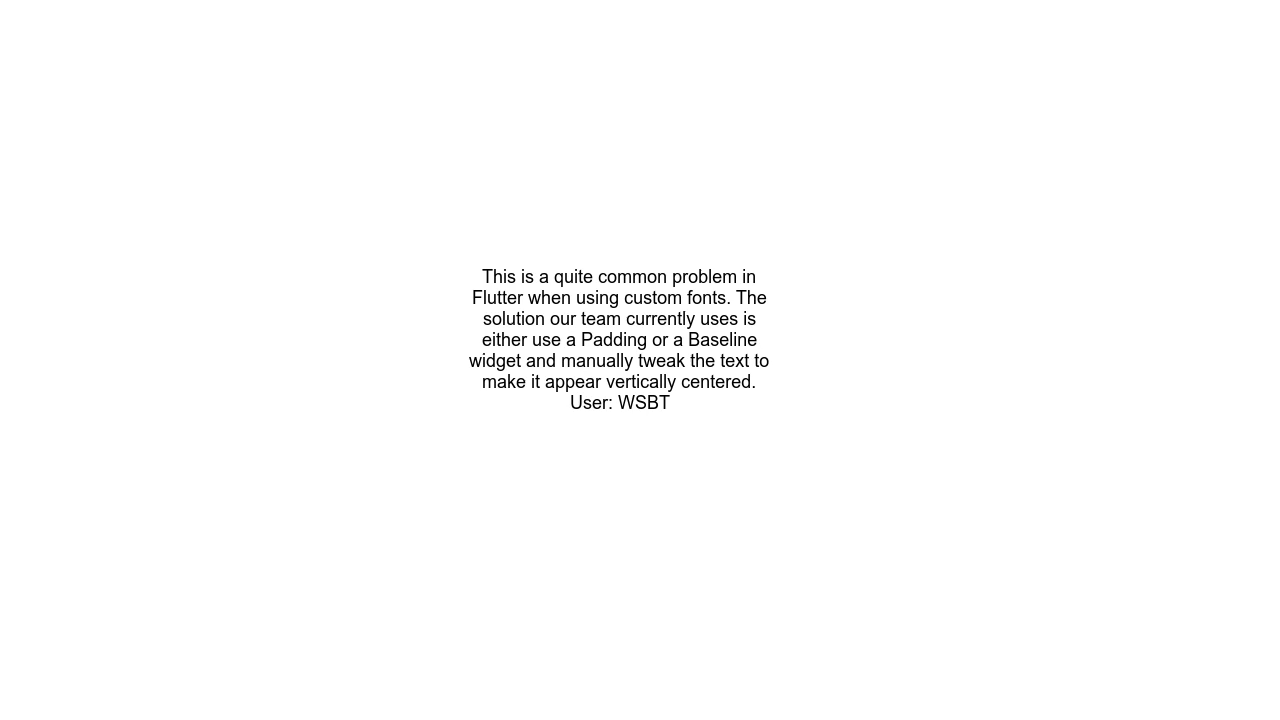 This is a quite common problem in
Flutter when using custom fonts. The
solution our team currently uses is
either use a Padding or a Baseline
widget and manually tweak the text to
make it appear vertically centered.
User: WSBT